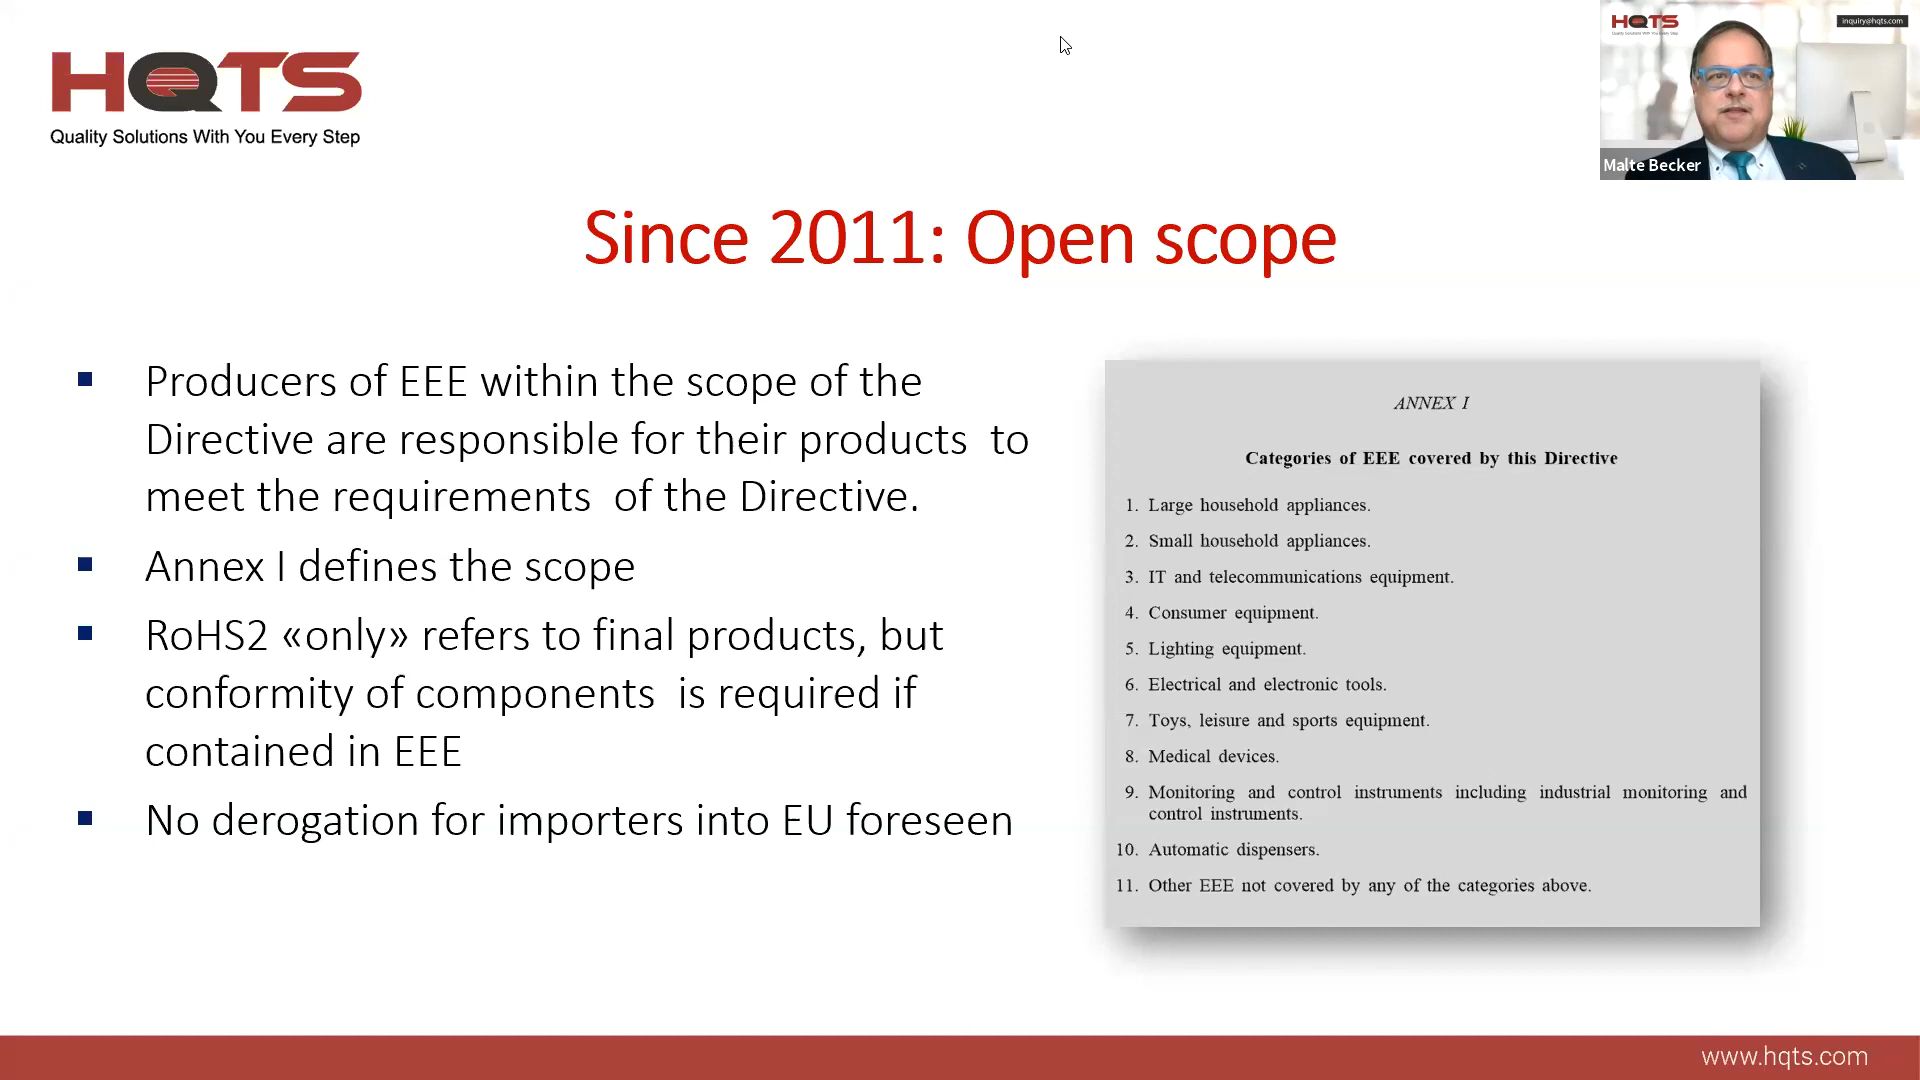 HQTS
Quality Solutions With You Every Step
HQTS
Quality Solutions With You Every Step
inquiry@hqts.com
Malte Becker
Since 2011: Open scope
▪ Producers of EEE within the scope of the
Directive are responsible for their products to
meet the requirements of the Directive.
▪ Annex I defines the scope
▪ RoHS2 «only» refers to final products, but
conformity of components is required if
contained in EEE
▪ No derogation for importers into EU foreseen
ANNEX I
Categories of EEE covered by this Directive
1. Large household appliances.
2. Small household appliances.
3. IT and telecommunications equipment.
4. Consumer equipment.
5. Lighting equipment.
6. Electrical and electronic tools.
7. Toys, leisure and sports equipment.
8. Medical devices.
9. Monitoring and control instruments including industrial monitoring and
control instruments.
10. Automatic dispensers.
11. Other EEE not covered by any of the categories above.
www.hqts.com